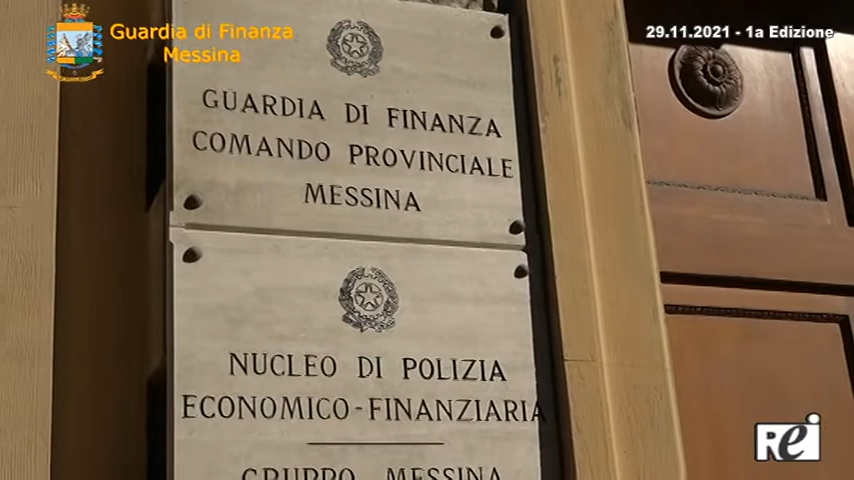 Guardia di Finanza
Messina
29.11.2021 - 1a Edizione
GUARDIA DI FINANZA
COMANDO PROVINCIALE
MESSINA
NUCLEO DI POLIZIA
ECONOMICO-FINANZIARIA
GRUPPO MESSINA
Rei